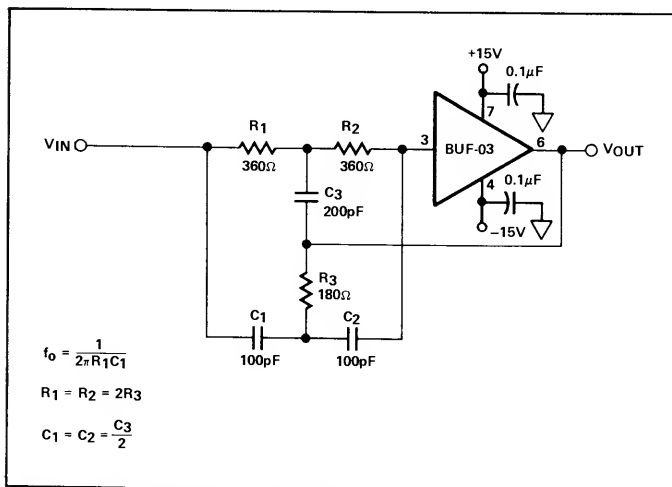 +15V
0.1µF
7
VIN
R1
360Ω
R2
360Ω
3
BUF-03
6
VOUT
4
0.1µF
−15V
C3
200pF
R3
180Ω
C1
100pF
C2
100pF
fo = 1 / 2πR1C1
R1 = R2 = 2R3
C1 = C2 = C3 / 2